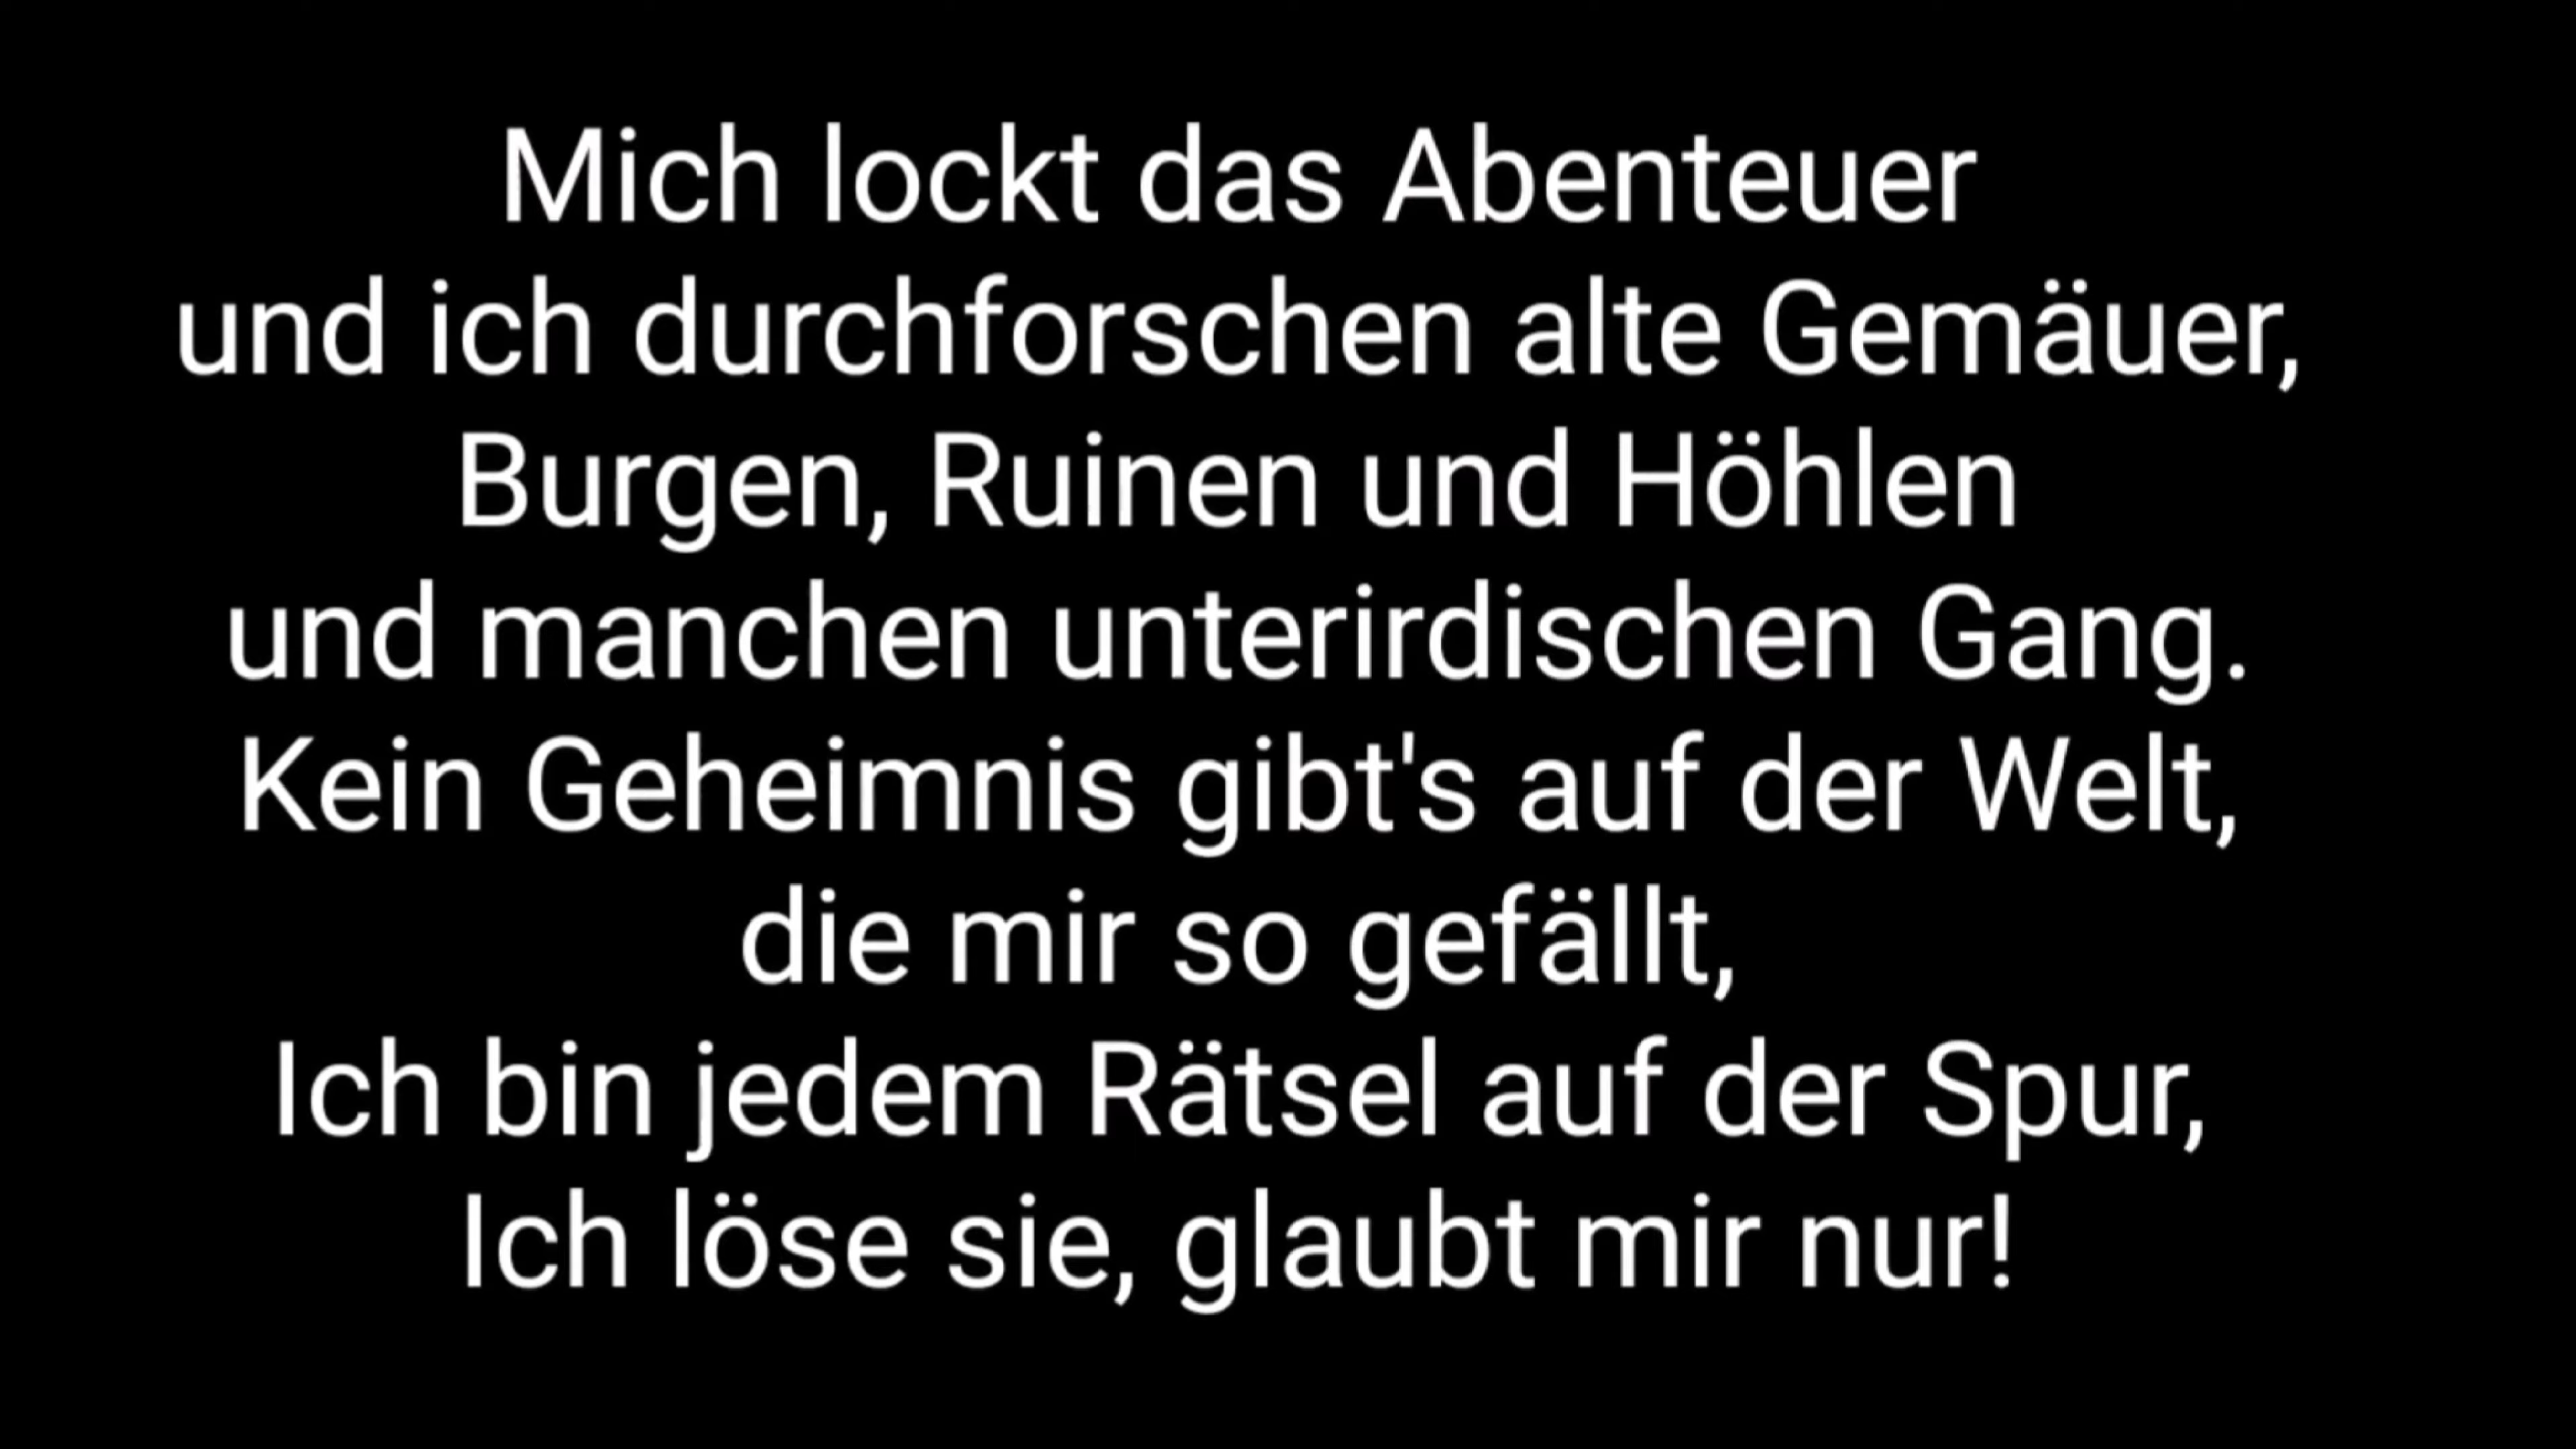 Mich lockt das Abenteuer
und ich durchforschen alte Gemäuer,
Burgen, Ruinen und Höhlen
und manchen unterirdischen Gang.
Kein Geheimnis gibt's auf der Welt,
die mir so gefällt,
Ich bin jedem Rätsel auf der Spur,
Ich löse sie, glaubt mir nur!